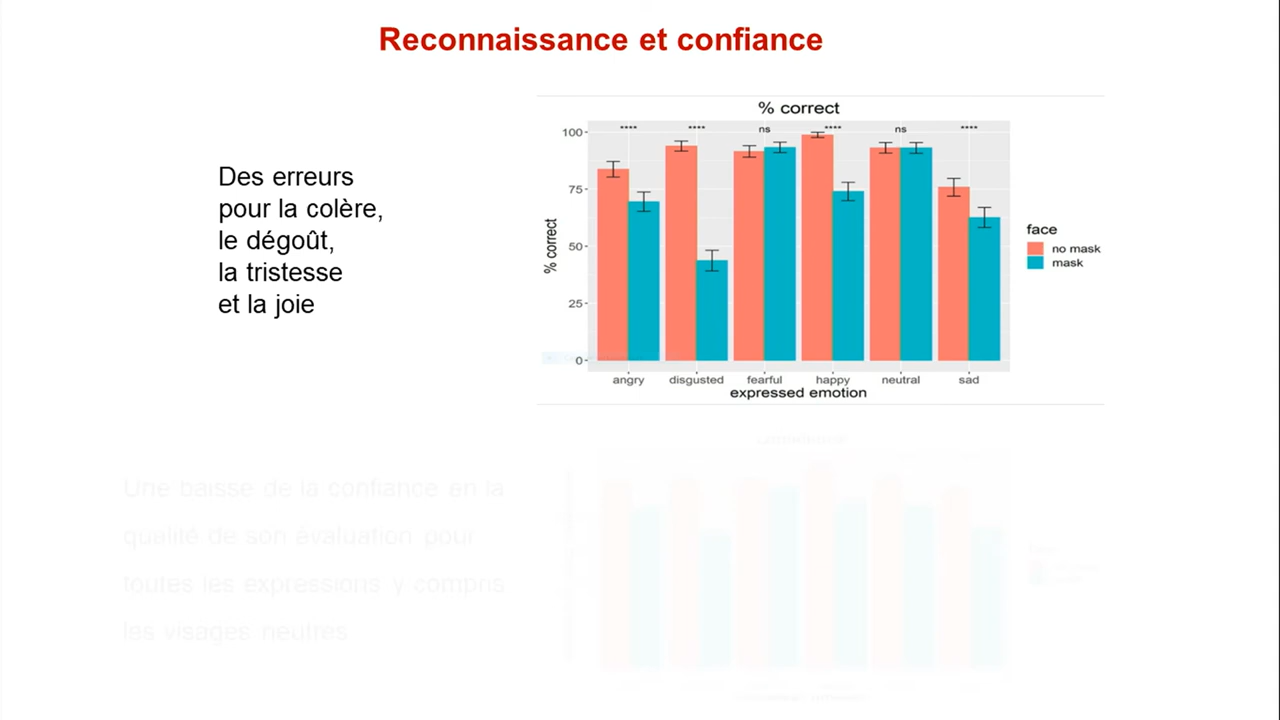 Reconnaissance et confiance
Des erreurs
pour la colère,
le dégoût,
la tristesse
et la joie
% correct
**** **** ns **** ns ****
100
75
50
25
0
% correct
angry disgusted fearful happy neutral sad
expressed emotion
face
no mask
mask
Une baisse de la confiance en la
qualité de son évaluation pour
toutes les expressions y compris
les visages neutres